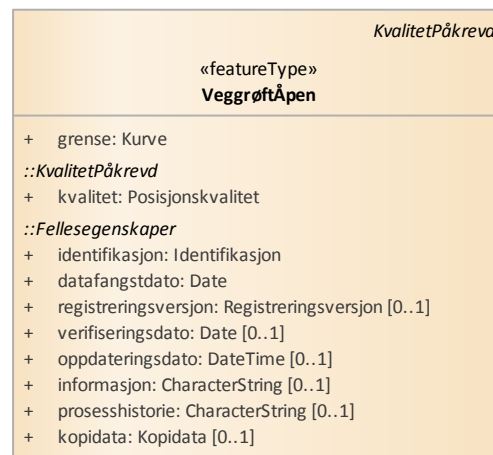 KvalitetPåkrevd
«featureType»
VeggrøftÅpen
+ grense: Kurve
::KvalitetPåkrevd
+ kvalitet: Posisjonskvalitet
::Fellesegenskaper
+ identifikasjon: Identifikasjon
+ datafangstdato: Date
+ registreringsversjon: Registreringsversjon [0..1]
+ verifiseringsdato: Date [0..1]
+ oppdateringsdato: DateTime [0..1]
+ informasjon: CharacterString [0..1]
+ prosesshistorie: CharacterString [0..1]
+ kopidata: Kopidata [0..1]